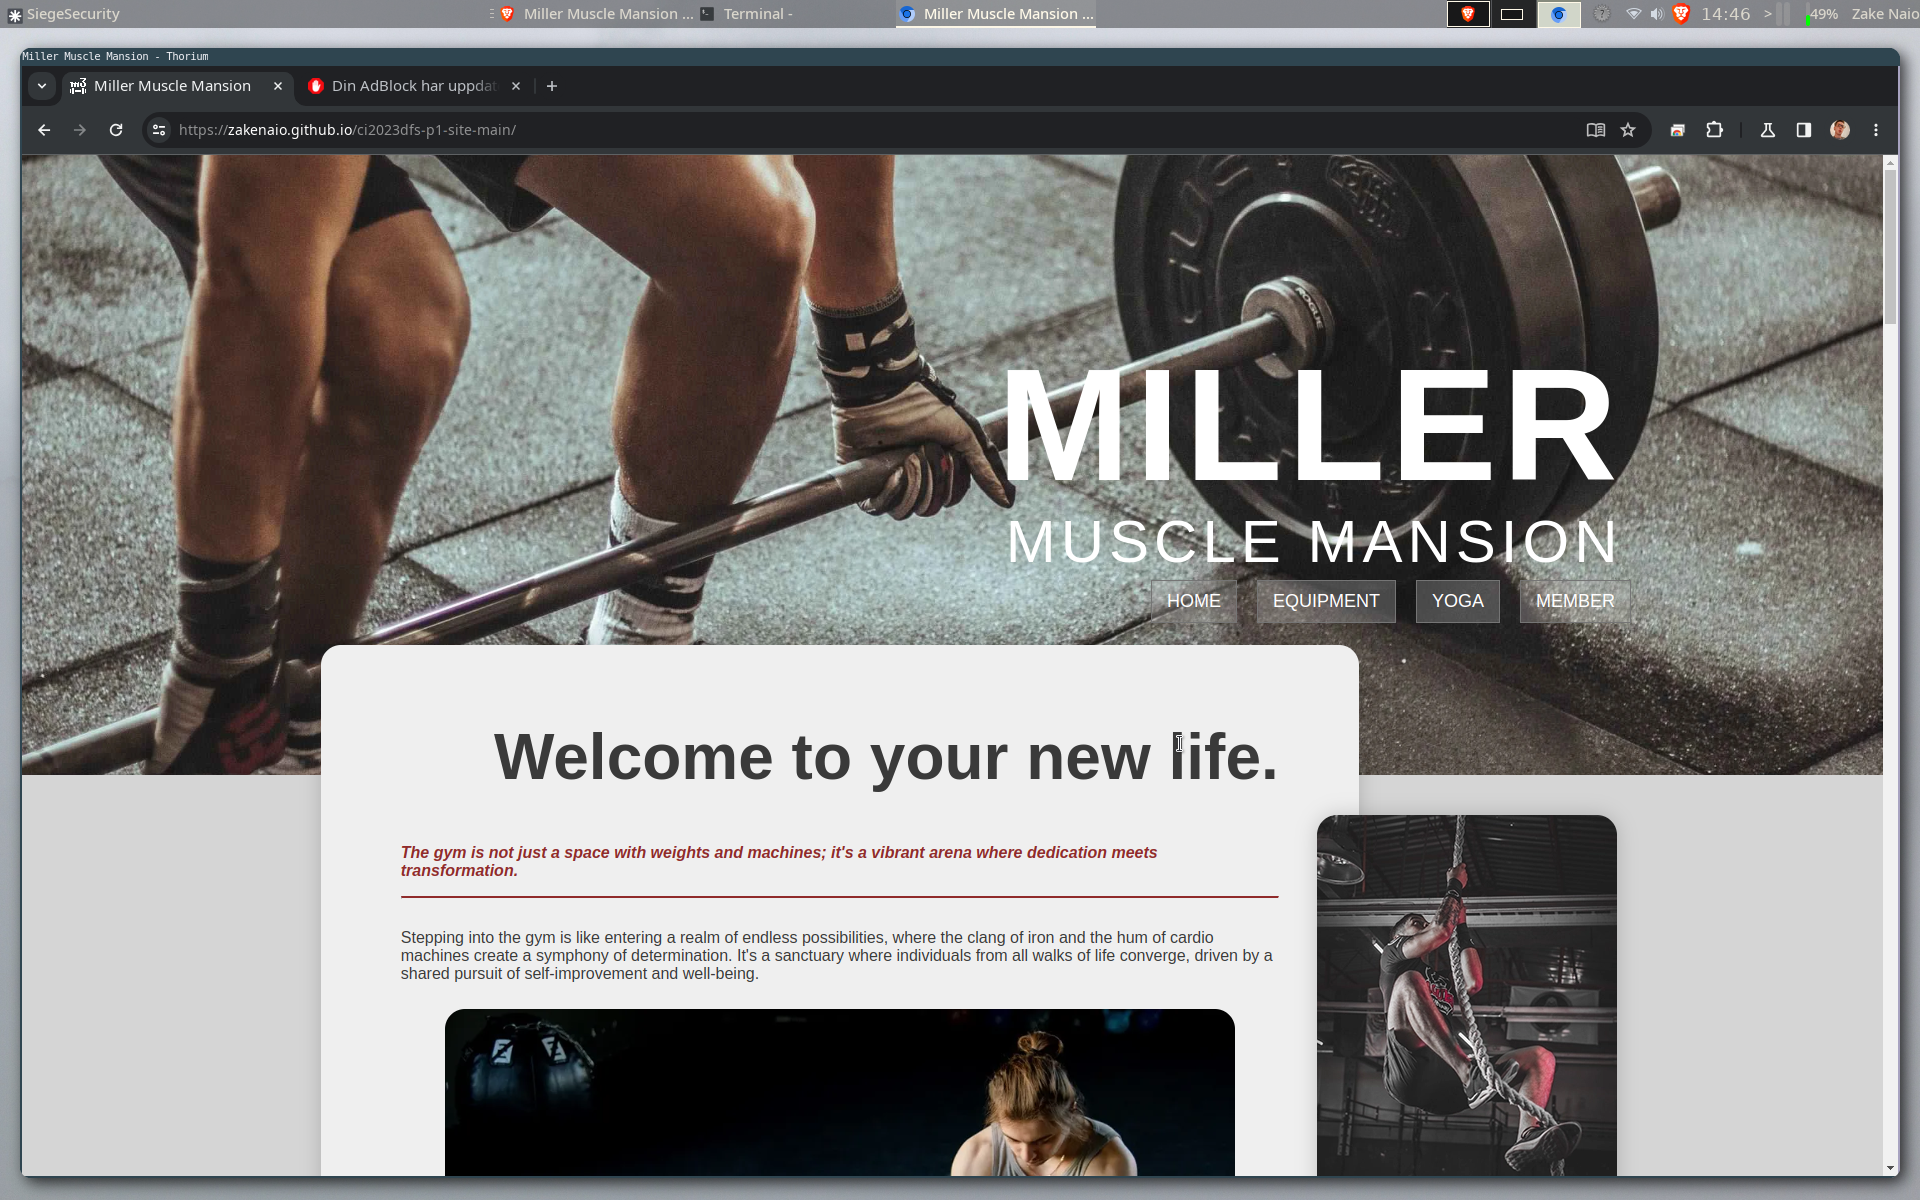 SiegeSecurity
Miller Muscle Mansion ...
Terminal -
Miller Muscle Mansion ...
14:46
>
49%
Zake Naio
Miller Muscle Mansion - Thorium
Miller Muscle Mansion
Din AdBlock har uppdat
https://zakenaio.github.io/ci2023dfs-p1-site-main/
ROGUE
MILLER
MUSCLE MANSION
HOME
EQUIPMENT
YOGA
MEMBER
Welcome to your new life.
The gym is not just a space with weights and machines; it's a vibrant arena where dedication meets
transformation.
Stepping into the gym is like entering a realm of endless possibilities, where the clang of iron and the hum of cardio
machines create a symphony of determination. It's a sanctuary where individuals from all walks of life converge, driven by a
shared pursuit of self-improvement and well-being.